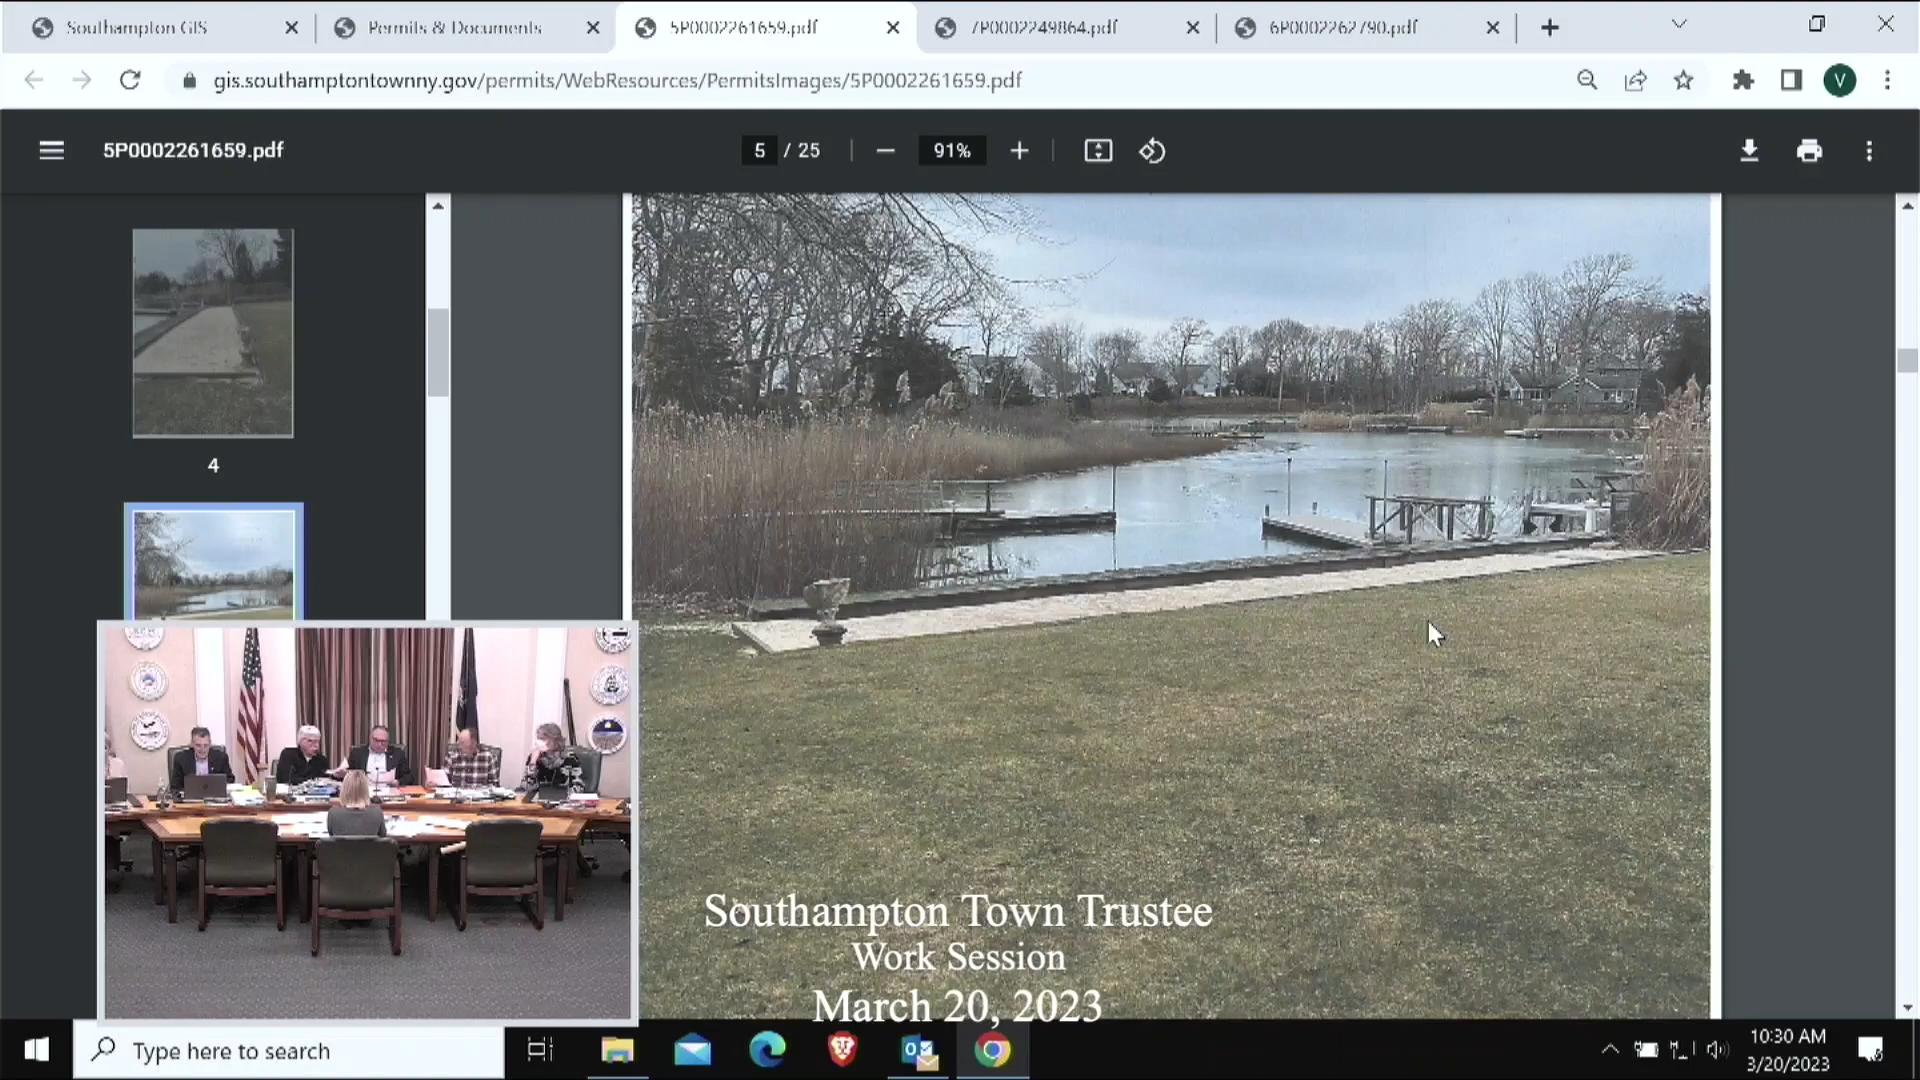 Southampton GIS
Permits & Documents
5P0002261659.pdf
7P0002249864.pdf
6P0002262790.pdf
gis.southamptontownny.gov/permits/WebResources/PermitsImages/5P0002261659.pdf
V
5P0002261659.pdf
5 / 25
91%
4
Southampton Town Trustee
Work Session
March 20, 2023
Type here to search
10:30 AM
3/20/2023